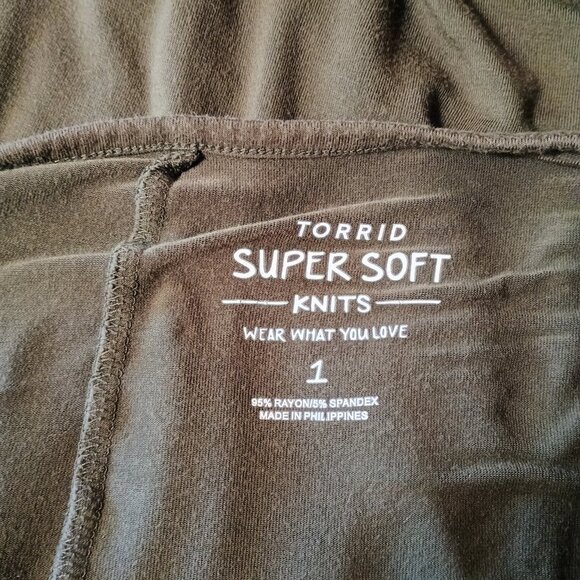 TORRID
SUPER SOFT
KNITS
WEAR WHAT YOU LOVE
1
95% RAYON/5% SPANDEX
MADE IN PHILIPPINES